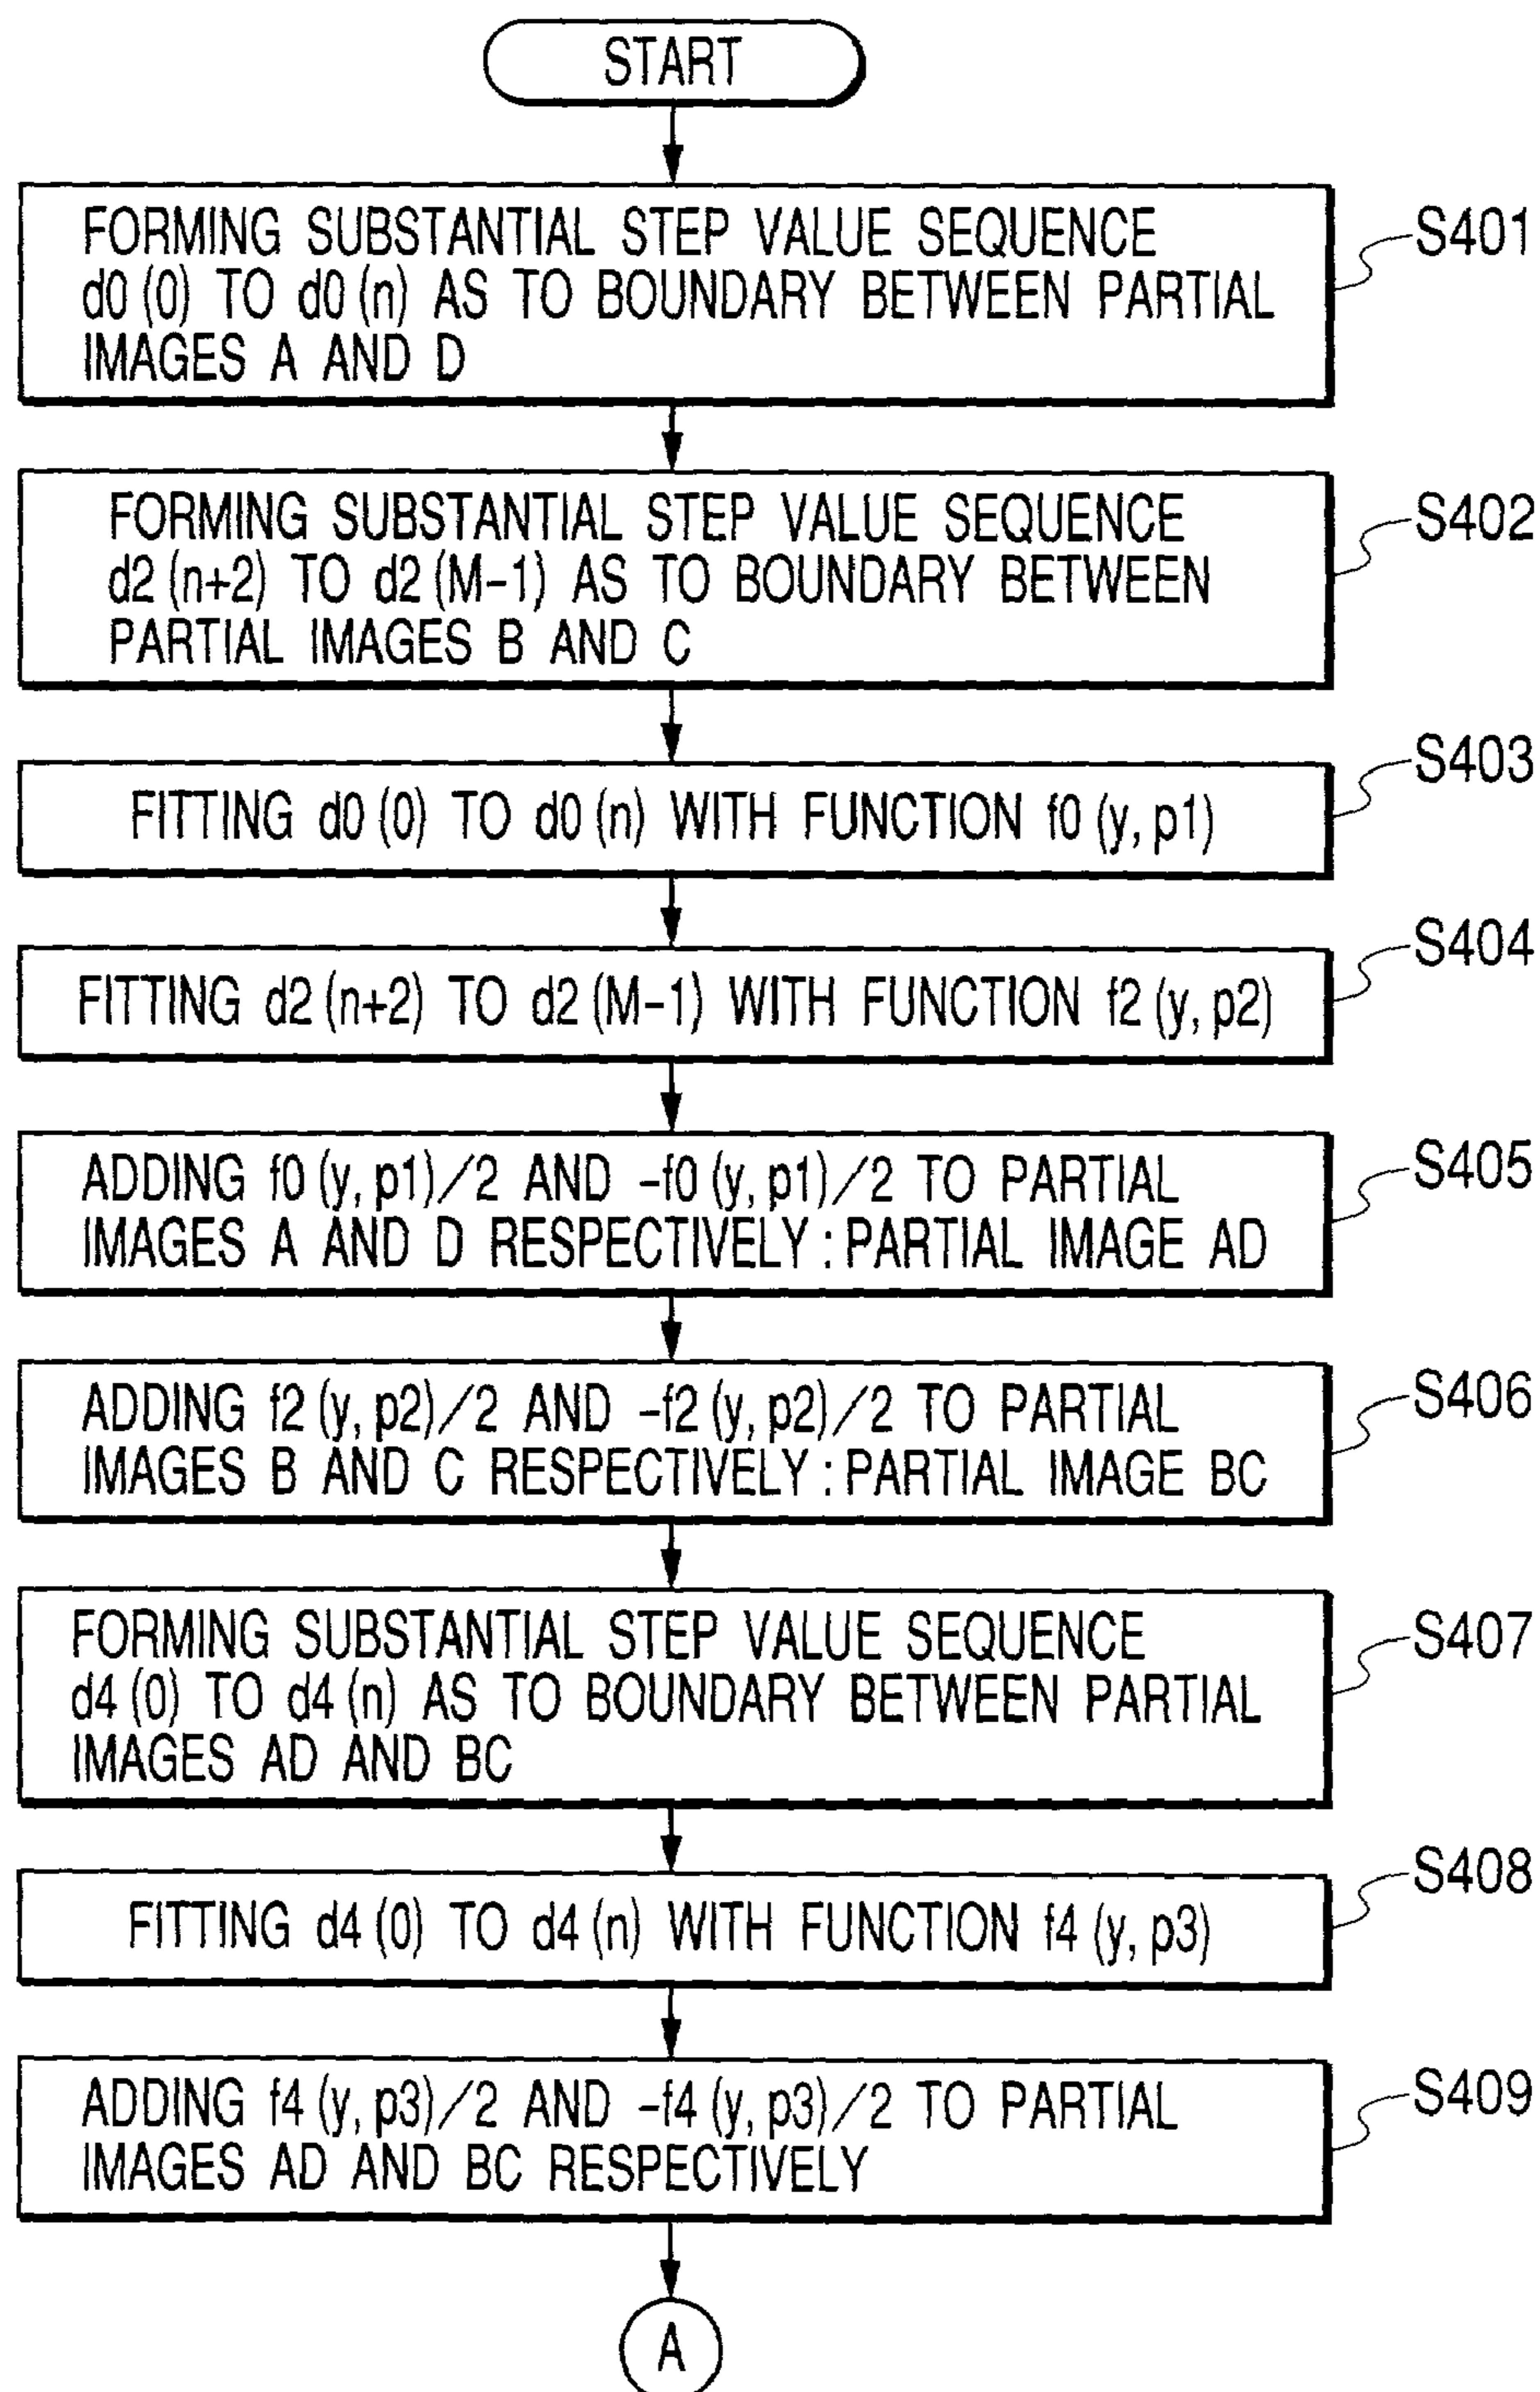 START
FORMING SUBSTANTIAL STEP VALUE SEQUENCE
d0 (0) TO d0 (n) AS TO BOUNDARY BETWEEN PARTIAL
IMAGES A AND D
S401
FORMING SUBSTANTIAL STEP VALUE SEQUENCE
d2 (n+2) TO d2 (M-1) AS TO BOUNDARY BETWEEN
PARTIAL IMAGES B AND C
S402
FITTING d0 (0) TO d0 (n) WITH FUNCTION f0 (y, p1)
S403
FITTING d2 (n+2) TO d2 (M-1) WITH FUNCTION f2 (y, p2)
S404
ADDING f0 (y, p1)/2 AND -f0 (y, p1)/2 TO PARTIAL
IMAGES A AND D RESPECTIVELY : PARTIAL IMAGE AD
S405
ADDING f2 (y, p2)/2 AND -f2 (y, p2)/2 TO PARTIAL
IMAGES B AND C RESPECTIVELY : PARTIAL IMAGE BC
S406
FORMING SUBSTANTIAL STEP VALUE SEQUENCE
d4 (0) TO d4 (n) AS TO BOUNDARY BETWEEN PARTIAL
IMAGES AD AND BC
S407
FITTING d4 (0) TO d4 (n) WITH FUNCTION f4 (y, p3)
S408
ADDING f4 (y, p3)/2 AND -f4 (y, p3)/2 TO PARTIAL
IMAGES AD AND BC RESPECTIVELY
S409
A